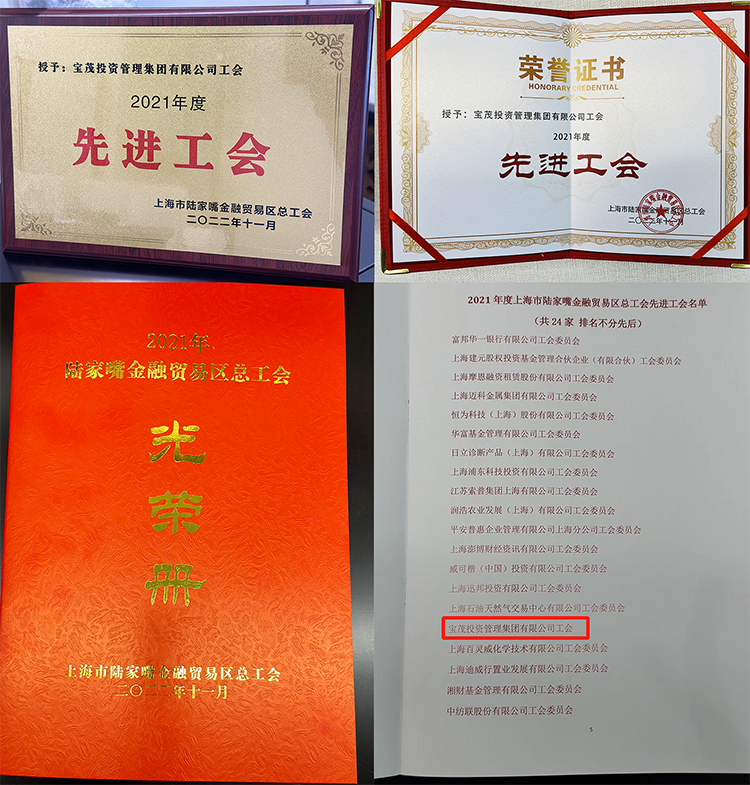 授予：宝茂投资管理集团有限公司工会
2021年度
先进工会
上海市陆家嘴金融贸易区总工会
二〇二二年十一月
荣誉证书
HONORARY CREDENTIAL
授予：宝茂投资管理集团有限公司工会
2021年度
先进工会
上海市陆家嘴金融贸易区总工会
二〇二二年十一月
2021年
陆家嘴金融贸易区总工会
光
荣
册
上海市陆家嘴金融贸易区总工会
二〇二二年十一月
2021年度上海市陆家嘴金融贸易区总工会先进工会名单
（共24家 排名不分先后）
富邦华一银行有限公司工会委员会
上海建元股权投资基金管理合伙企业（有限合伙）工会委员会
上海摩恩融资租赁股份有限公司工会委员会
上海迈科金属集团有限公司工会委员会
恒为科技（上海）股份有限公司工会委员会
华富基金管理有限公司工会委员会
日立诊断产品（上海）有限公司工会委员会
上海浦东科技投资有限公司工会委员会
江苏索普集团上海有限公司工会委员会
润浩农业发展（上海）有限公司工会委员会
平安普惠企业管理有限公司上海分公司工会委员会
上海澎博财经资讯有限公司工会委员会
威可楷（中国）投资有限公司工会委员会
上海迅邦投资有限公司工会委员会
上海石油天然气交易中心有限公司工会委员会
宝茂投资管理集团有限公司工会
上海百灵威化学技术有限公司工会委员会
上海迪威行置业发展有限公司工会委员会
湘财基金管理有限公司工会委员会
中纺联股份有限公司工会委员会
5